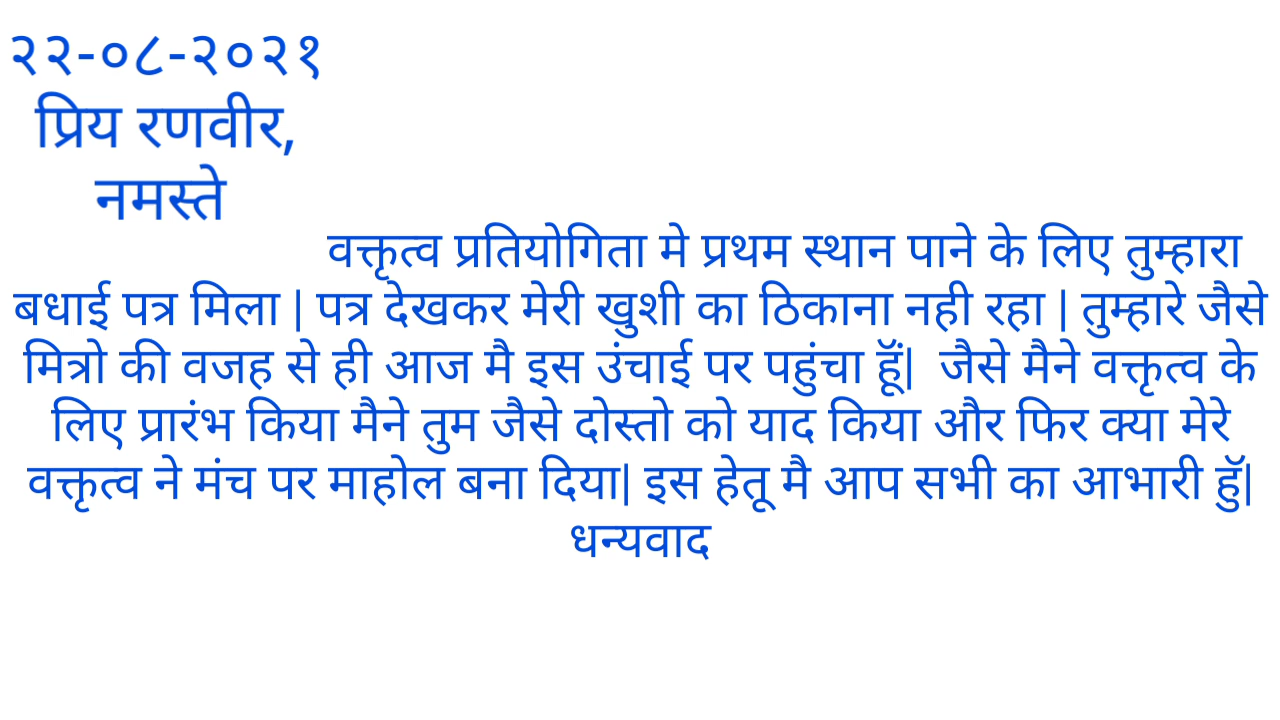 २२-०८-२०२१
प्रिय रणवीर,
नमस्ते
वक्तृत्व प्रतियोगिता मे प्रथम स्थान पाने के लिए तुम्हारा
बधाई पत्र मिला | पत्र देखकर मेरी खुशी का ठिकाना नही रहा | तुम्हारे जैसे
मित्रो की वजह से ही आज मै इस उंचाई पर पहुंचा हूॅं|  जैसे मैने वक्तृत्व के
लिए प्रारंभ किया मैने तुम जैसे दोस्तो को याद किया और फिर क्या मेरे
वक्तृत्व ने मंच पर माहोल बना दिया| इस हेतू मै आप सभी का आभारी हुॅ|
धन्यवाद